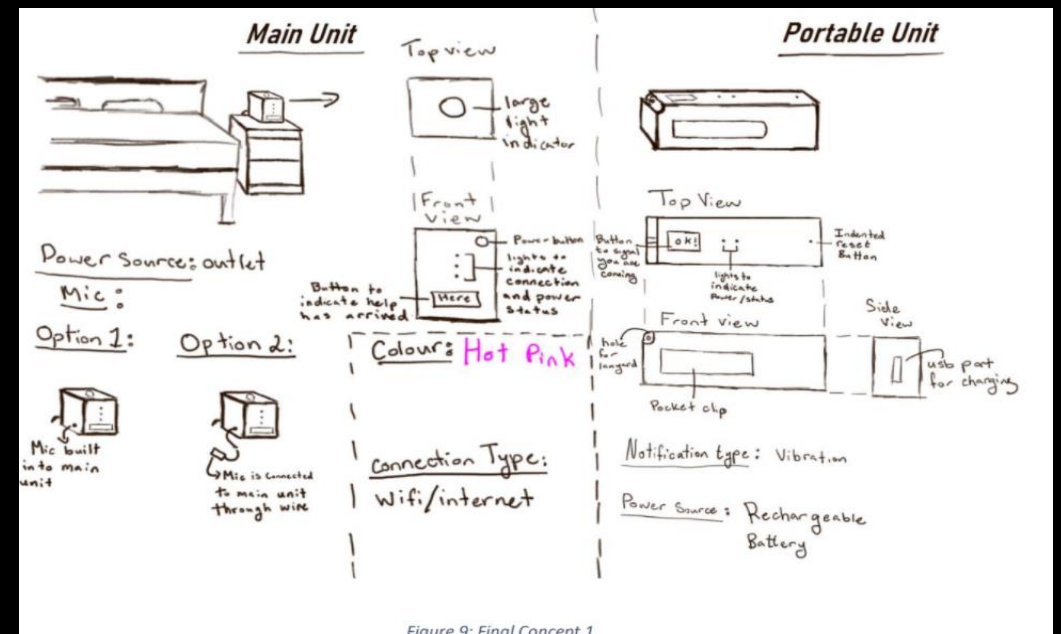 Main Unit
Top view
large
light
indicator
Front
View
Power button
lights to
indicate
connection
and power
status
Button to
indicate help
has arrived
Here
Power Source: outlet
Mic:
Option 1:
Option 2:
Mic built
into main
unit
Mic is connected
to main unit
through wire
Colour: Hot Pink
Connection Type:
Wifi/internet
Portable Unit
Top View
Button
to signal
you are
coming
ok!
lights to
indicate
Power/status
Indented
reset
Button
Front view
hole
for
lanyard
Pocket clip
Side
View
usb port
for charging
Notification type: Vibration
Power Source: Rechargeable
Battery
Figure 9: Final Concept 1